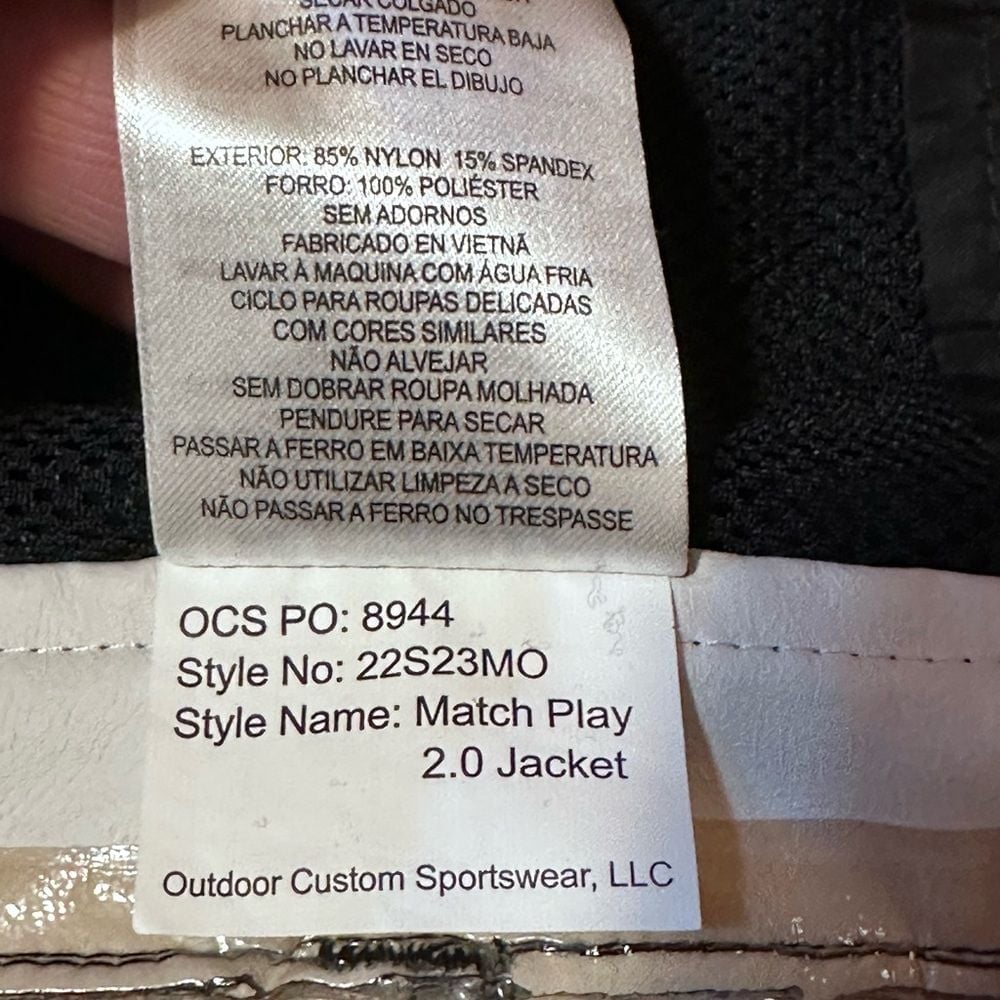 SECAR COLGADO
PLANCHAR A TEMPERATURA BAJA
NO LAVAR EN SECO
NO PLANCHAR EL DIBUJO
EXTERIOR: 85% NYLON 15% SPANDEX
FORRO: 100% POLIÉSTER
SEM ADORNOS
FABRICADO EN VIETNÃ
LAVAR À MAQUINA COM ÁGUA FRIA
CICLO PARA ROUPAS DELICADAS
COM CORES SIMILARES
NÃO ALVEJAR
SEM DOBRAR ROUPA MOLHADA
PENDURE PARA SECAR
PASSAR A FERRO EM BAIXA TEMPERATURA
NÃO UTILIZAR LIMPEZA A SECO
NÃO PASSAR A FERRO NO TRESPASSE
OCS PO: 8944
Style No: 22S23MO
Style Name: Match Play
2.0 Jacket
Outdoor Custom Sportswear, LLC